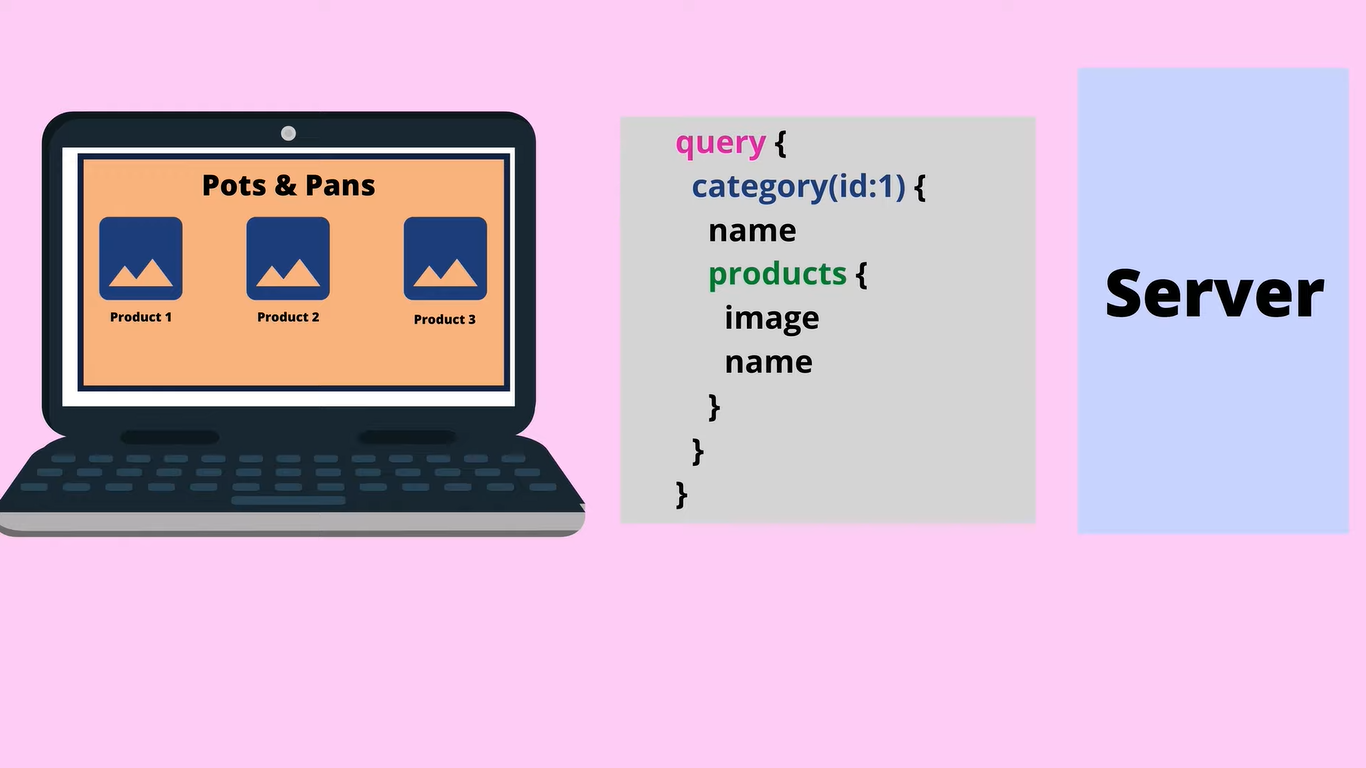 Pots & Pans
Product 1
Product 2
Product 3
query {
category(id:1) {
name
products {
image
name
}
}
}
Server